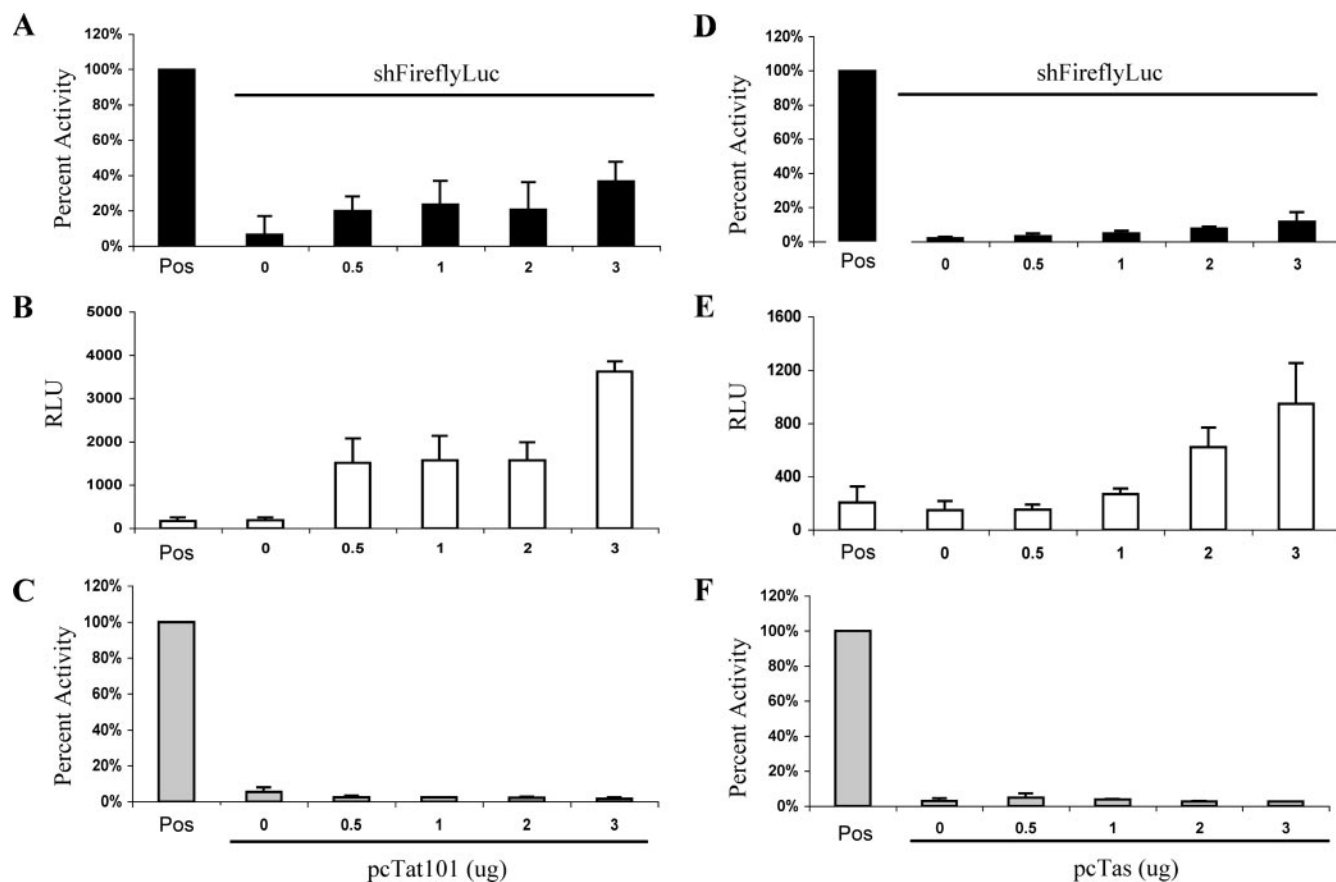 A
Percent Activity
120%
100%
80%
60%
40%
20%
0%
shFireflyLuc
Pos 0 0.5 1 2 3
B
RLU
5000
4000
3000
2000
1000
0
Pos 0 0.5 1 2 3
C
Percent Activity
120%
100%
80%
60%
40%
20%
0%
Pos 0 0.5 1 2 3
pcTat101 (ug)
D
Percent Activity
120%
100%
80%
60%
40%
20%
0%
shFireflyLuc
Pos 0 0.5 1 2 3
E
RLU
1600
1200
800
400
0
Pos 0 0.5 1 2 3
F
Percent Activity
120%
100%
80%
60%
40%
20%
0%
Pos 0 0.5 1 2 3
pcTas (ug)